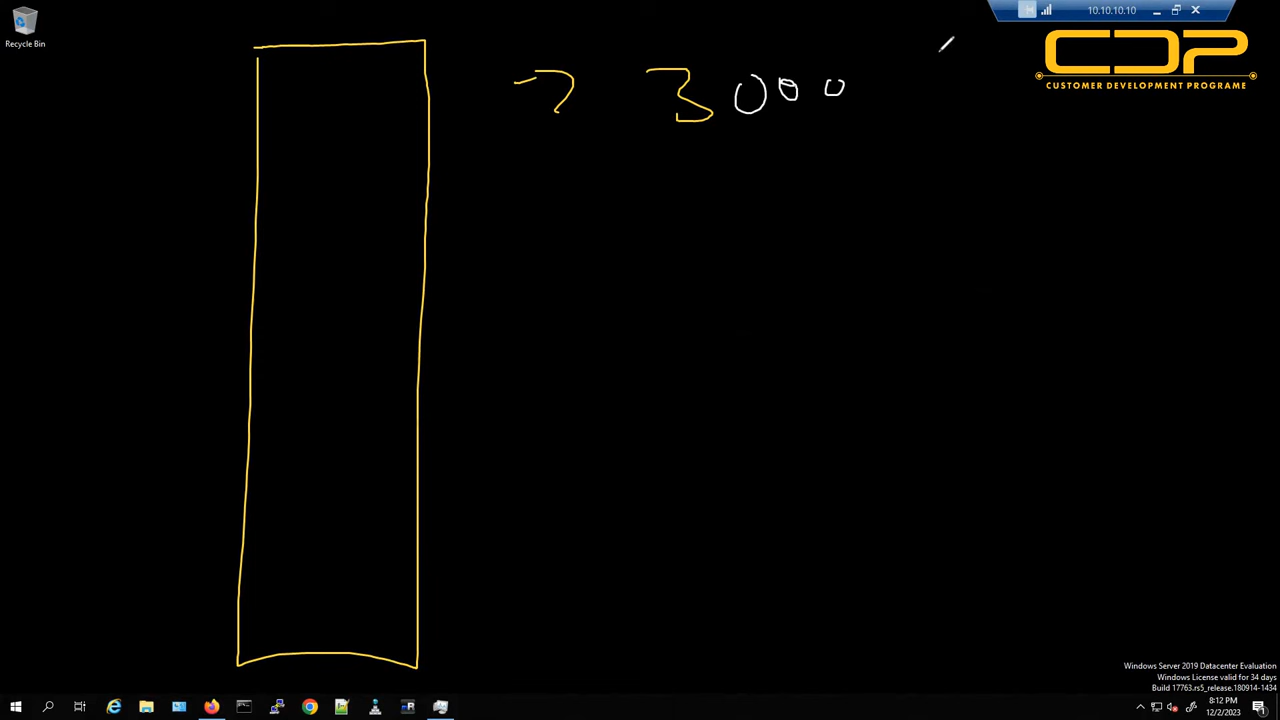 10.10.10.10
Recycle Bin
CDP
CUSTOMER DEVELOPMENT PROGRAME
3000
Windows Server 2019 Datacenter Evaluation
Windows License valid for 34 days
Build 17763.rs5_release.180914-1434
8:12 PM
12/2/2023